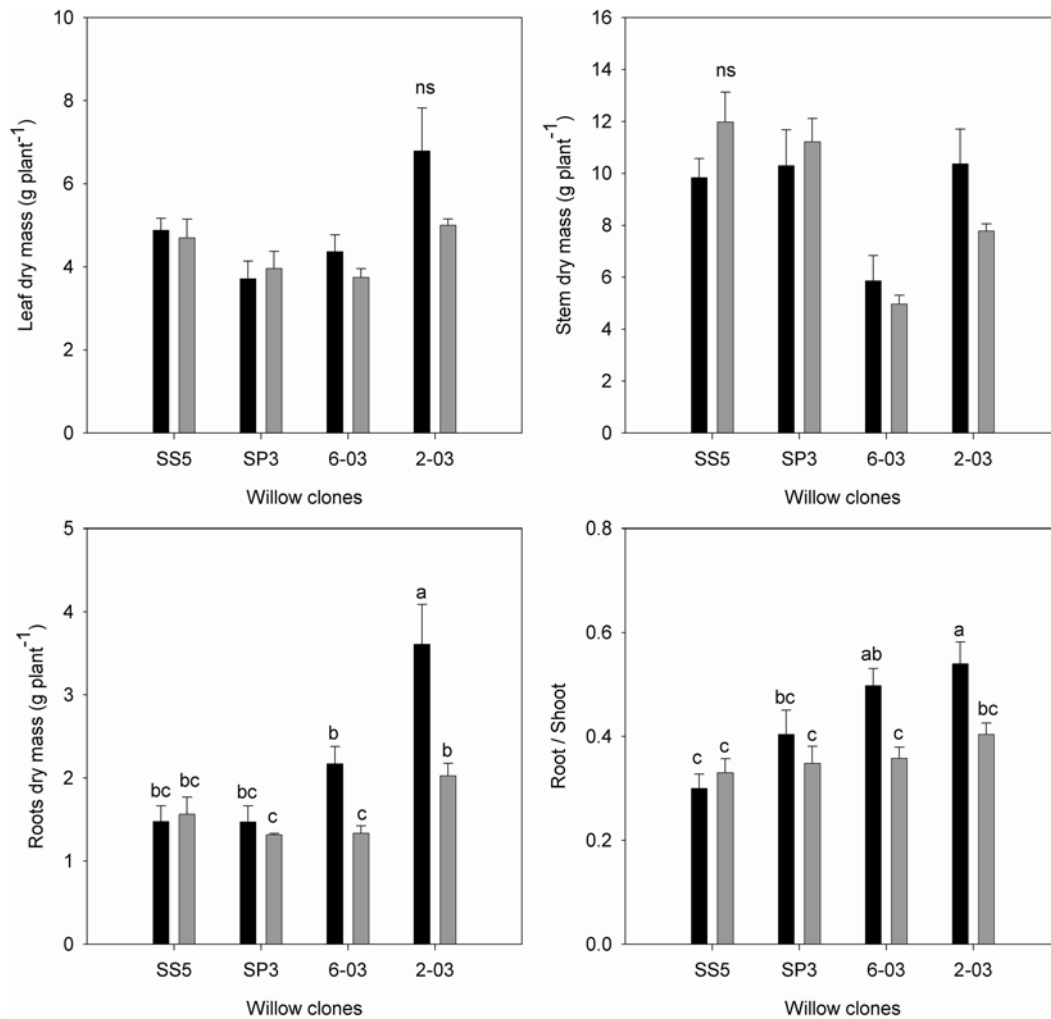 10
8
6
4
2
0
Leaf dry mass (g plant⁻¹)
ns
SS5 SP3 6-03 2-03
Willow clones
16
14
12
10
8
6
4
2
0
Stem dry mass (g plant⁻¹)
ns
SS5 SP3 6-03 2-03
Willow clones
5
4
3
2
1
0
Roots dry mass (g plant⁻¹)
bc bc bc c b c a b
SS5 SP3 6-03 2-03
Willow clones
0.8
0.6
0.4
0.2
0.0
Root / Shoot
c c bc c ab c a bc
SS5 SP3 6-03 2-03
Willow clones